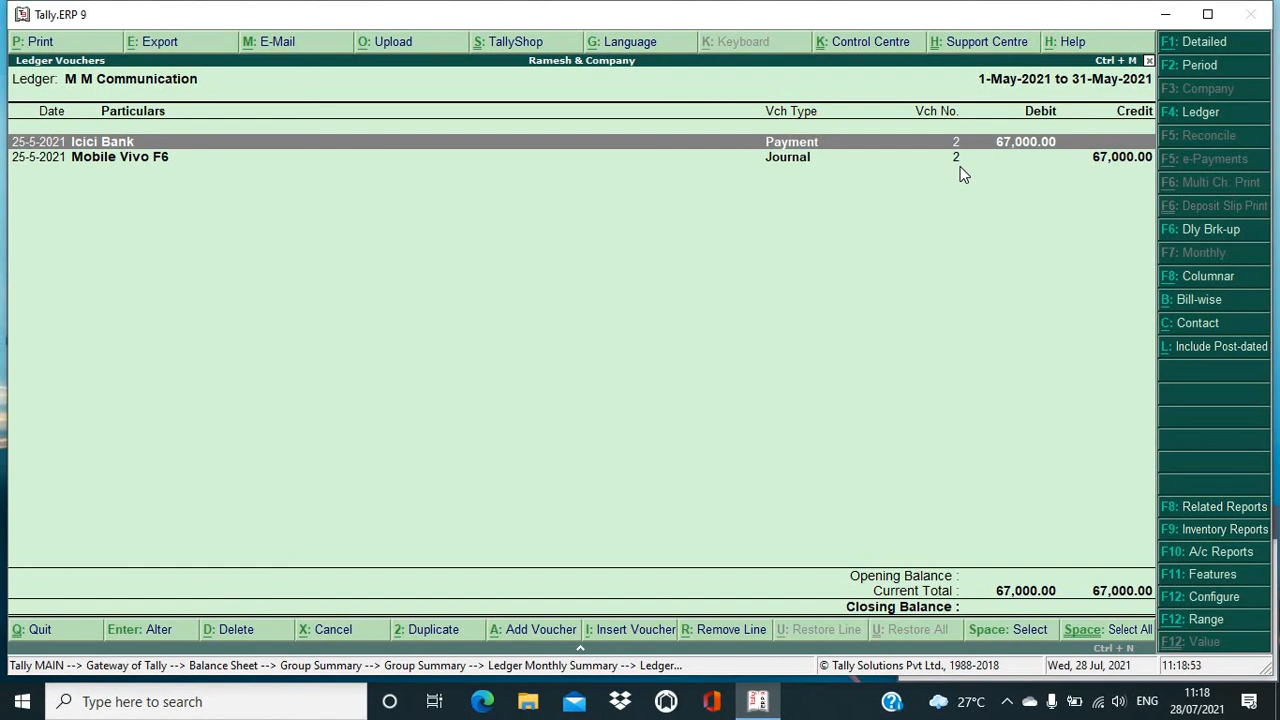 Tally.ERP 9
P: Print E: Export M: E-Mail O: Upload S: TallyShop G: Language K: Keyboard K: Control Centre H: Support Centre H: Help
Ledger Vouchers Ramesh & Company Ctrl + M
Ledger: M M Communication 1-May-2021 to 31-May-2021
Date Particulars Vch Type Vch No. Debit Credit
25-5-2021 Icici Bank Payment 2 67,000.00
25-5-2021 Mobile Vivo F6 Journal 2 67,000.00
F1: Detailed
F2: Period
F3: Company
F4: Ledger
F5: Reconcile
F5: e-Payments
F6: Multi Ch. Print
F6: Deposit Slip Print
F6: Dly Brk-up
F7: Monthly
F8: Columnar
B: Bill-wise
C: Contact
L: Include Post-dated
F8: Related Reports
F9: Inventory Reports
F10: A/c Reports
F11: Features
F12: Configure
F12: Range
F12: Value
Opening Balance :
Current Total : 67,000.00 67,000.00
Closing Balance :
Q: Quit Enter: Alter D: Delete X: Cancel 2: Duplicate A: Add Voucher I: Insert Voucher R: Remove Line U: Restore Line U: Restore All Space: Select Space: Select All
Ctrl + N
Tally MAIN --> Gateway of Tally --> Balance Sheet --> Group Summary --> Group Summary --> Ledger Monthly Summary --> Ledger... © Tally Solutions Pvt Ltd., 1988-2018 Wed, 28 Jul, 2021 11:18:53
Type here to search 27°C ENG 11:18
28/07/2021